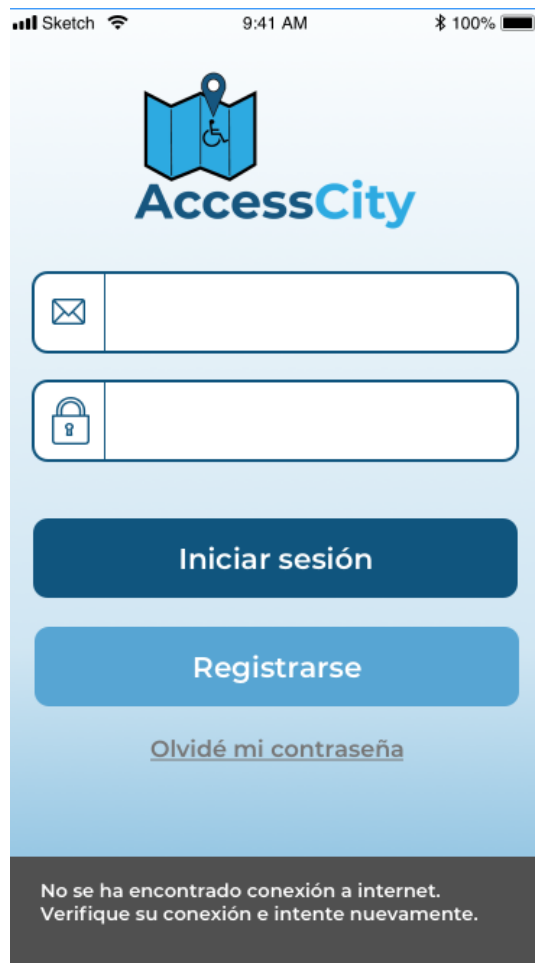 Sketch 9:41 AM 100%
AccessCity
Iniciar sesión
Registrarse
Olvidé mi contraseña
No se ha encontrado conexión a internet.
Verifique su conexión e intente nuevamente.